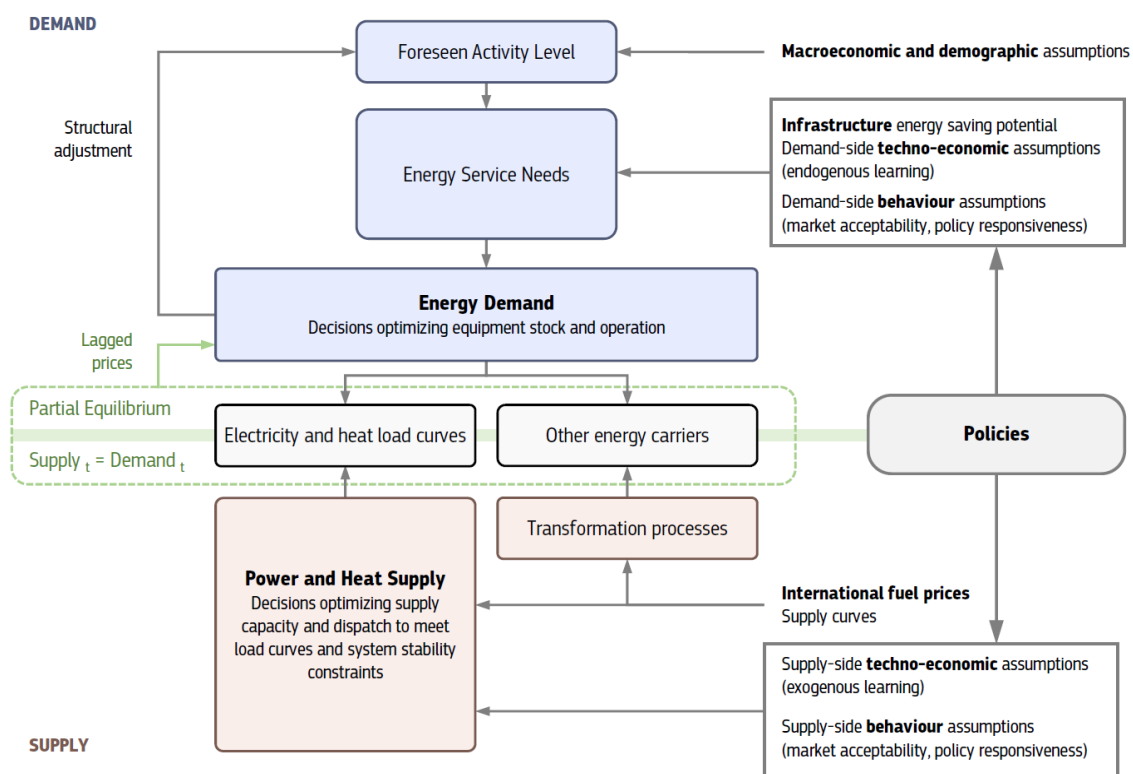 DEMAND
Foreseen Activity Level
Macroeconomic and demographic assumptions
Structural
adjustment
Energy Service Needs
Infrastructure energy saving potential
Demand-side techno-economic assumptions
(endogenous learning)
Demand-side behaviour assumptions
(market acceptability, policy responsiveness)
Energy Demand
Decisions optimizing equipment stock and operation
Lagged
prices
Partial Equilibrium
Supply t = Demand t
Electricity and heat load curves
Other energy carriers
Policies
Transformation processes
Power and Heat Supply
Decisions optimizing supply
capacity and dispatch to meet
load curves and system stability
constraints
International fuel prices
Supply curves
Supply-side techno-economic assumptions
(exogenous learning)
Supply-side behaviour assumptions
(market acceptability, policy responsiveness)
SUPPLY